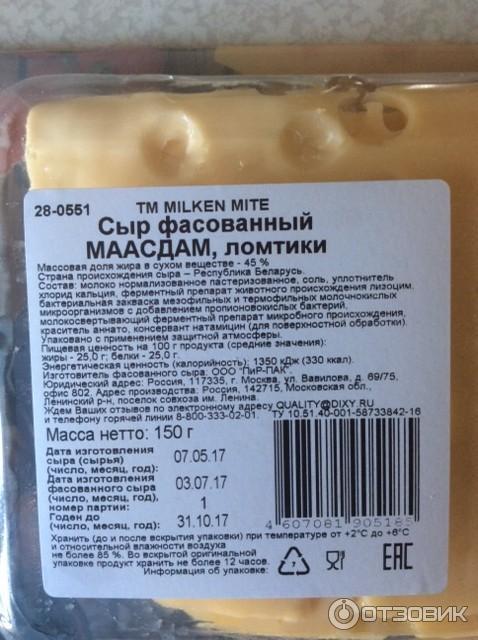 28-0551
ТМ MILKEN MITE
Сыр фасованный
МААСДАМ, ломтики
Массовая доля жира в сухом веществе - 45 %
Страна происхождения сыра – Республика Беларусь.
Состав: молоко нормализованное пастеризованное, соль, уплотнитель
хлорид кальция, ферментный препарат животного происхождения лизоцим,
бактериальная закваска мезофильных и термофильных молочнокислых
микроорганизмов с добавлением пропионовокислых бактерий,
молокосвертывающий ферментный препарат микробного происхождения,
краситель аннато, консервант натамицин (для поверхностной обработки).
Упаковано с применением защитной атмосферы.
Пищевая ценность на 100 г продукта (средние значения):
жиры - 25,0 г; белки - 25,0 г.
Энергетическая ценность (калорийность): 1350 кДж (330 ккал).
Изготовитель фасованного сыра: ООО "ПиР-ПАК".
Юридический адрес: Россия, 117335, г. Москва, ул. Вавилова, д. 69/75,
офис 802. Адрес производства: Россия, 142715, Московская обл.,
Ленинский р-н, поселок совхоза им. Ленина.
Ждем Ваших отзывов по электронному адресу QUALITY@DIXY.RU
и телефону горячей линии 8-800-333-02-01. ТУ 10.51.40-001-58733842-16
Масса нетто: 150 г
Дата изготовления
сыра (сырья) 07.05.17
(число, месяц, год):
Дата изготовления
фасованного сыра 03.07.17
(число, месяц, год):
номер партии: 1
Годен до 31.10.17
(число, месяц, год):
4 607081 905185
Хранить (до и после вскрытия упаковки) при температуре от +2°С до +6°С
и относительной влажности воздуха
не более 85 %. Во вскрытой оригинальной
упаковке продукт хранить не более 12 часов.
Информация об упаковке:
7
EAC
ОТЗОВИК